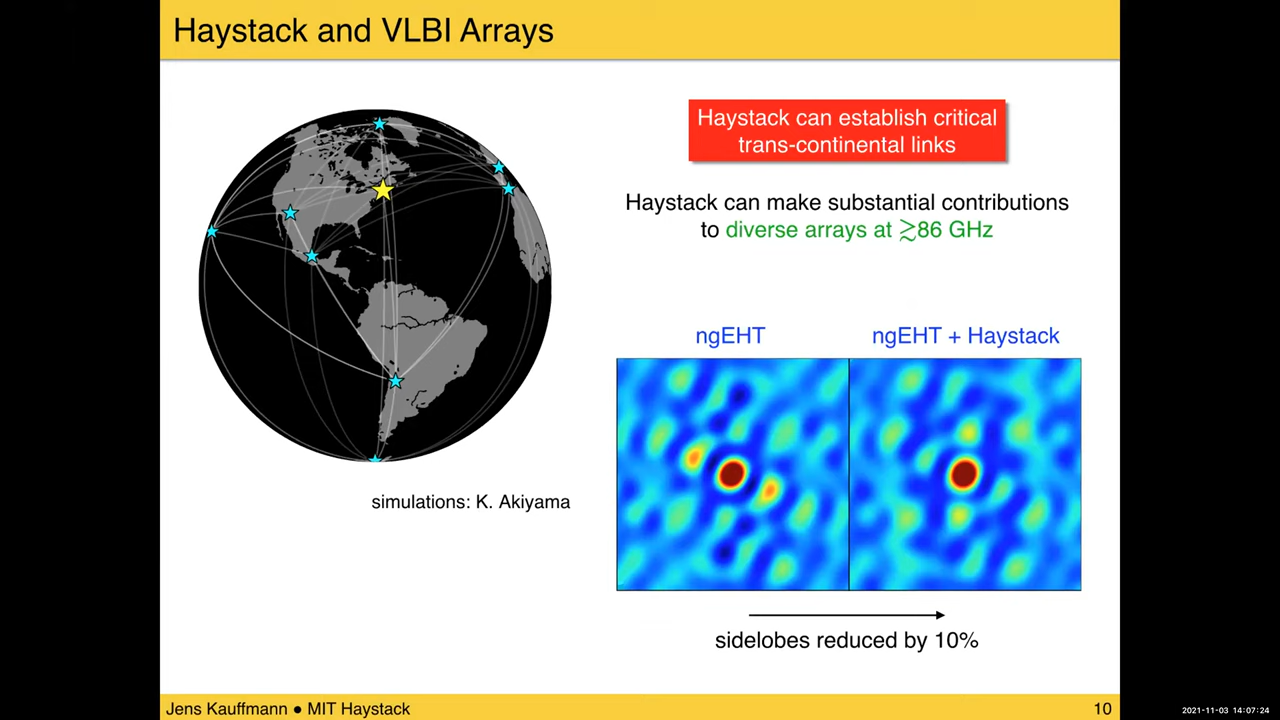 Haystack and VLBI Arrays
Haystack can establish critical
trans-continental links
Haystack can make substantial contributions
to diverse arrays at ≳86 GHz
ngEHT
ngEHT + Haystack
simulations: K. Akiyama
sidelobes reduced by 10%
Jens Kauffmann ● MIT Haystack
10
2021-11-03 14:07:24